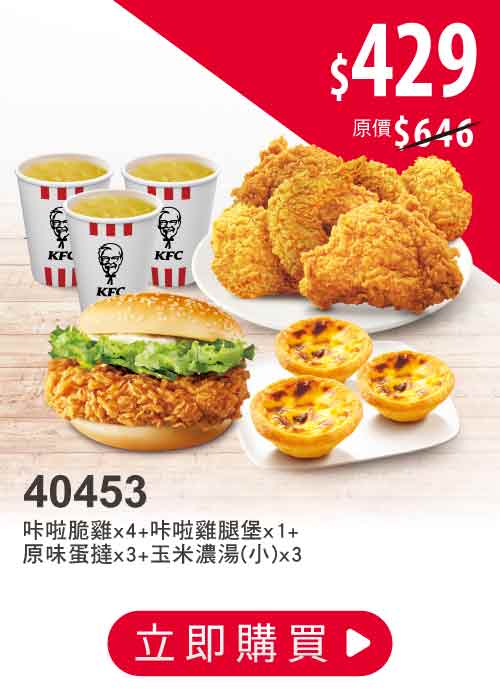 $429
原價$646
KFC
KFC
KFC
40453
咔啦脆雞x4+咔啦雞腿堡x1+
原味蛋撻x3+玉米濃湯(小)x3
立即購買